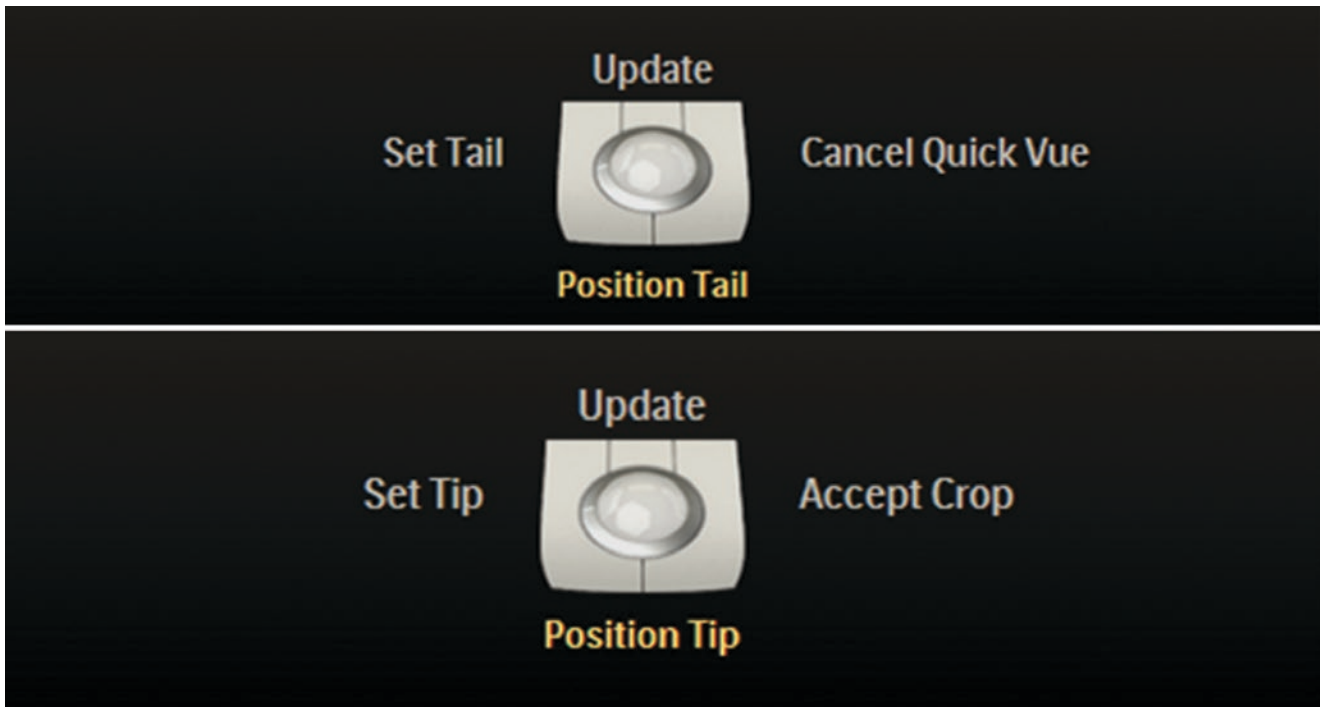 Update
Set Tail
Cancel Quick Vue
Position Tail
Update
Set Tip
Accept Crop
Position Tip